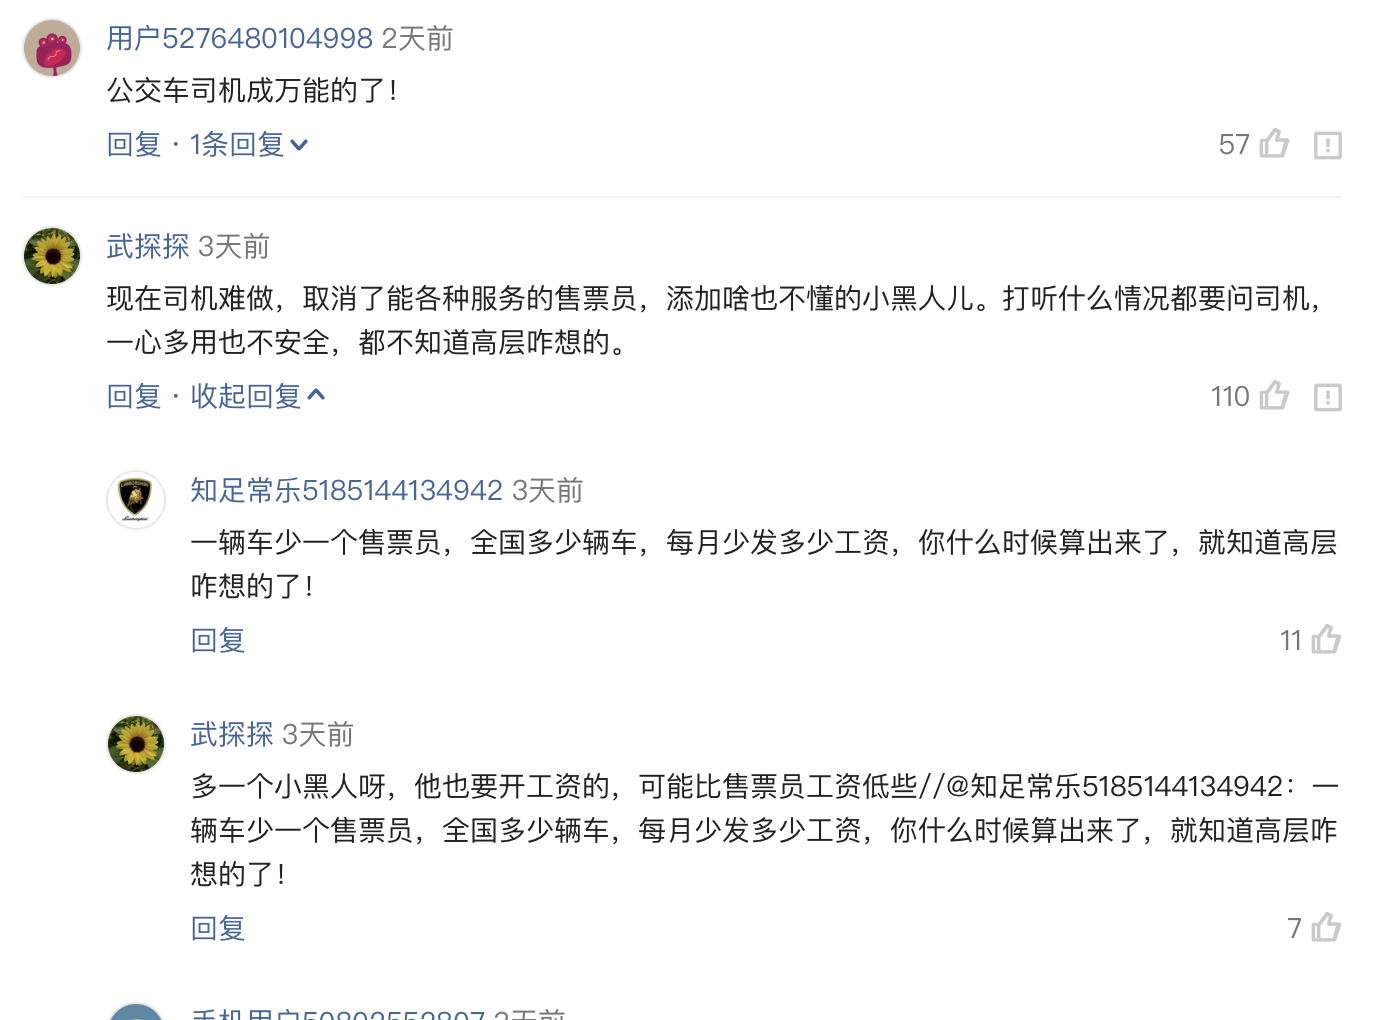 用户5276480104998 2天前
公交车司机成万能的了！
回复 · 1条回复
57
武探探 3天前
现在司机难做，取消了能各种服务的售票员，添加啥也不懂的小黑人儿。打听什么情况都要问司机，
一心多用也不安全，都不知道高层咋想的。
回复 · 收起回复
110
知足常乐5185144134942 3天前
一辆车少一个售票员，全国多少辆车，每月少发多少工资，你什么时候算出来了，就知道高层
咋想的了！
回复
11
武探探 3天前
多一个小黑人呀，他也要开工资的，可能比售票员工资低些//@知足常乐5185144134942：一
辆车少一个售票员，全国多少辆车，每月少发多少工资，你什么时候算出来了，就知道高层咋
想的了！
回复
7